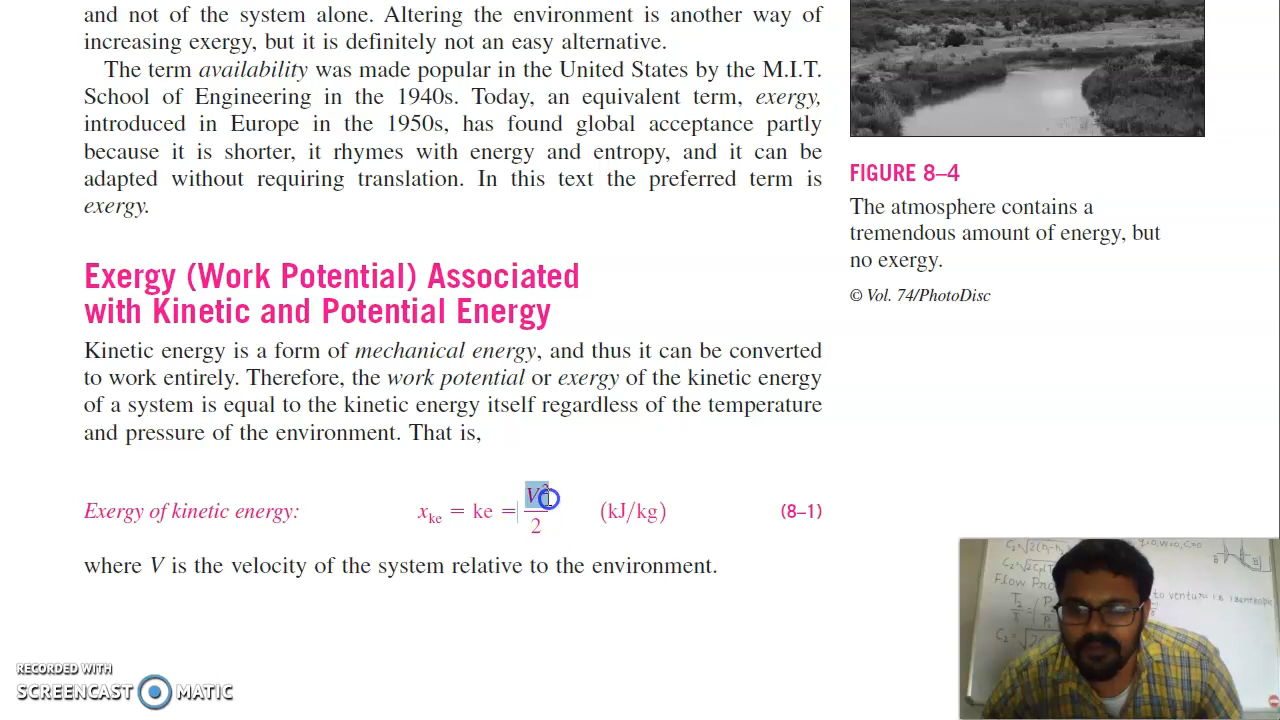 and not of the system alone. Altering the environment is another way of
increasing exergy, but it is definitely not an easy alternative.
The term availability was made popular in the United States by the M.I.T.
School of Engineering in the 1940s. Today, an equivalent term, exergy,
introduced in Europe in the 1950s, has found global acceptance partly
because it is shorter, it rhymes with energy and entropy, and it can be
adapted without requiring translation. In this text the preferred term is
exergy.
FIGURE 8–4
The atmosphere contains a
tremendous amount of energy, but
no exergy.
© Vol. 74/PhotoDisc
Exergy (Work Potential) Associated
with Kinetic and Potential Energy
Kinetic energy is a form of mechanical energy, and thus it can be converted
to work entirely. Therefore, the work potential or exergy of the kinetic energy
of a system is equal to the kinetic energy itself regardless of the temperature
and pressure of the environment. That is,
Exergy of kinetic energy: x_ke = ke = V²/2 (kJ/kg) (8–1)
where V is the velocity of the system relative to the environment.
Flow Pro
to venturi is isentropic
RECORDED WITH
SCREENCAST MATIC